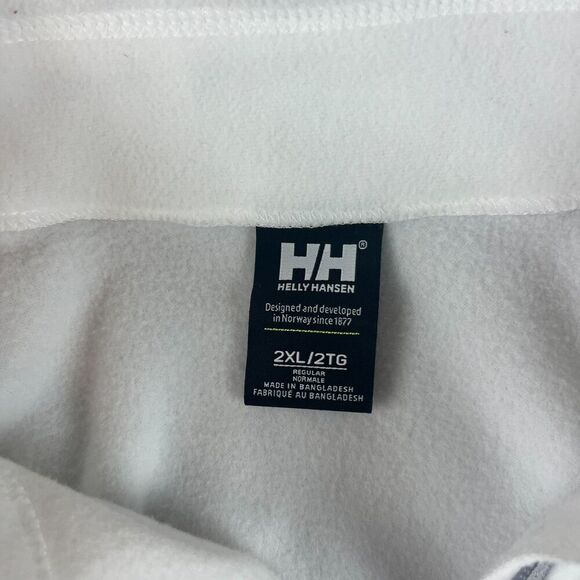 H/H®
HELLY HANSEN
Designed and developed
in Norway since 1877
2XL/2TG
REGULAR
NORMALE
MADE IN BANGLADESH
FABRIQUÉ AU BANGLADESH